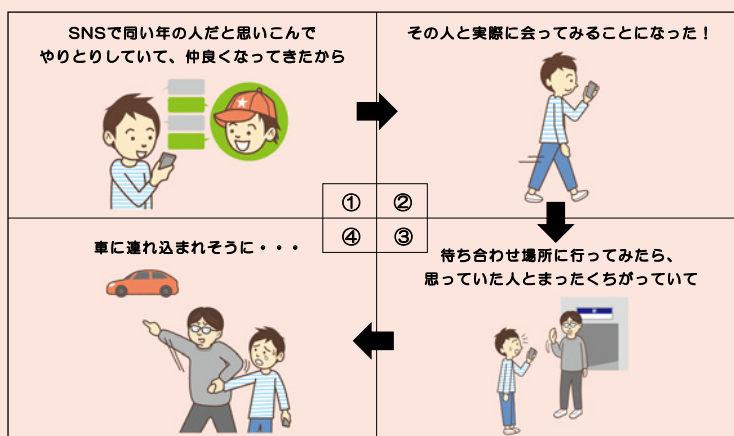 SNSで同い年の人だと思いこんで
やりとりしていて、仲良くなってきたから
その人と実際に会ってみることになった！
①
②
④
③
待ち合わせ場所に行ってみたら、
思っていた人とまったくちがっていて
車に連れ込まれそうに・・・